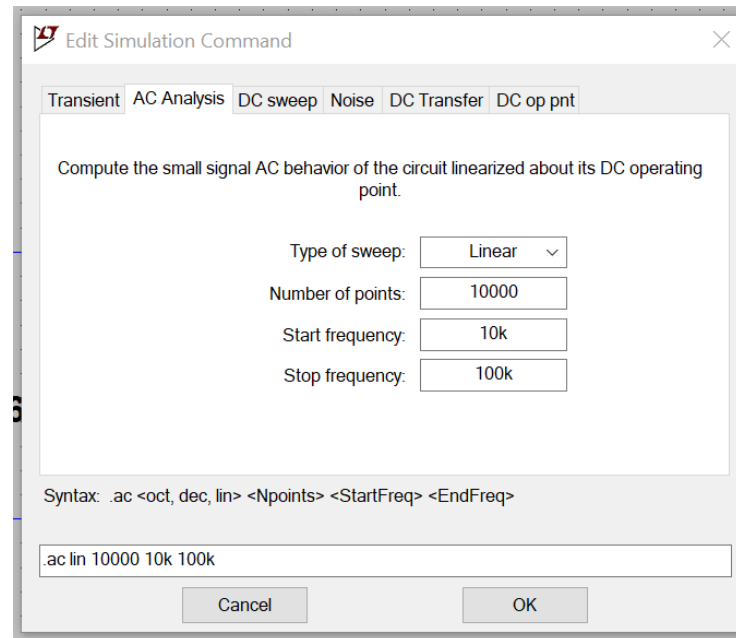 Edit Simulation Command
Transient AC Analysis DC sweep Noise DC Transfer DC op pnt
Compute the small signal AC behavior of the circuit linearized about its DC operating
point.
Type of sweep: Linear
Number of points: 10000
Start frequency: 10k
Stop frequency: 100k
Syntax: .ac <oct, dec, lin> <Npoints> <StartFreq> <EndFreq>
.ac lin 10000 10k 100k
Cancel OK